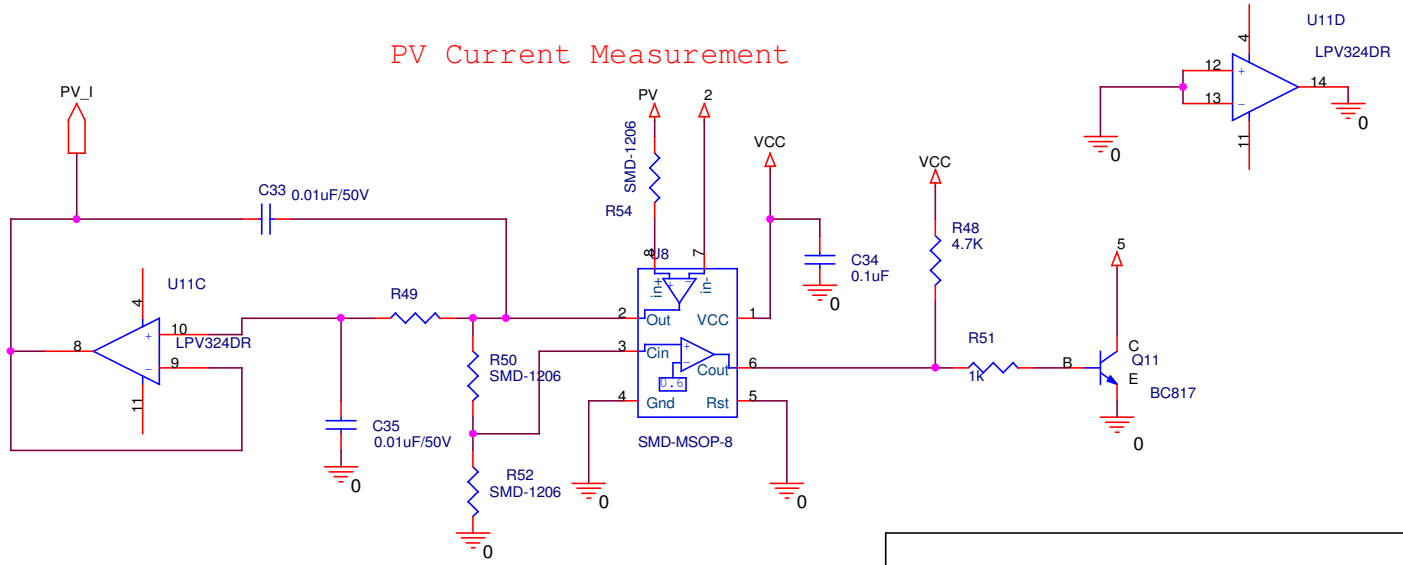 PV Current Measurement
U11D
LPV324DR
4
12
+
13
−
14
11
0
0
PV_I
C33
0.01uF/50V
PV
2
SMD-1206
R54
VCC
C34
0.1uF
0
VCC
R48
4.7K
5
U11C
4
10
+
LPV324DR
9
−
8
11
R49
C35
0.01uF/50V
0
R50
SMD-1206
R52
SMD-1206
0
U8
8
7
in+
in-
+
−
2
Out
VCC
1
3
Cin
+
−
0.6
Cout
6
4
Gnd
Rst
5
SMD-MSOP-8
0
0
R51
1k
B
C
Q11
E
BC817
0